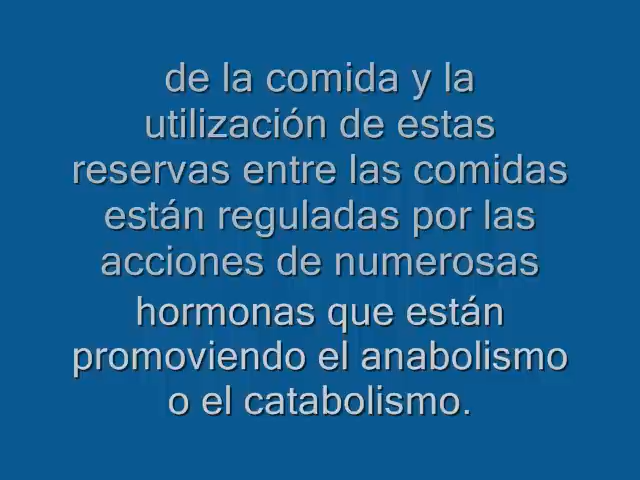 de la comida y la
utilización de estas
reservas entre las comidas
están reguladas por las
acciones de numerosas
hormonas que están
promoviendo el anabolismo
o el catabolismo.